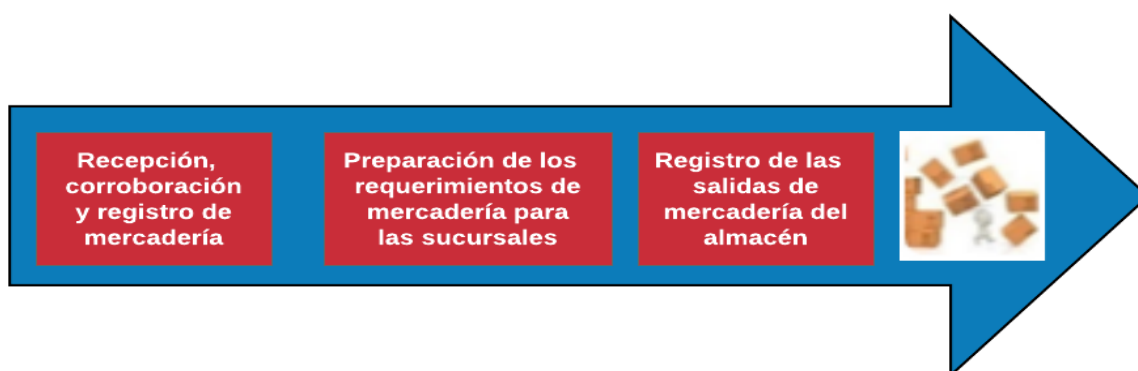 Recepción,
corroboración
y registro de
mercadería
Preparación de los
requerimientos de
mercadería para
las sucursales
Registro de las
salidas de
mercadería del
almacén